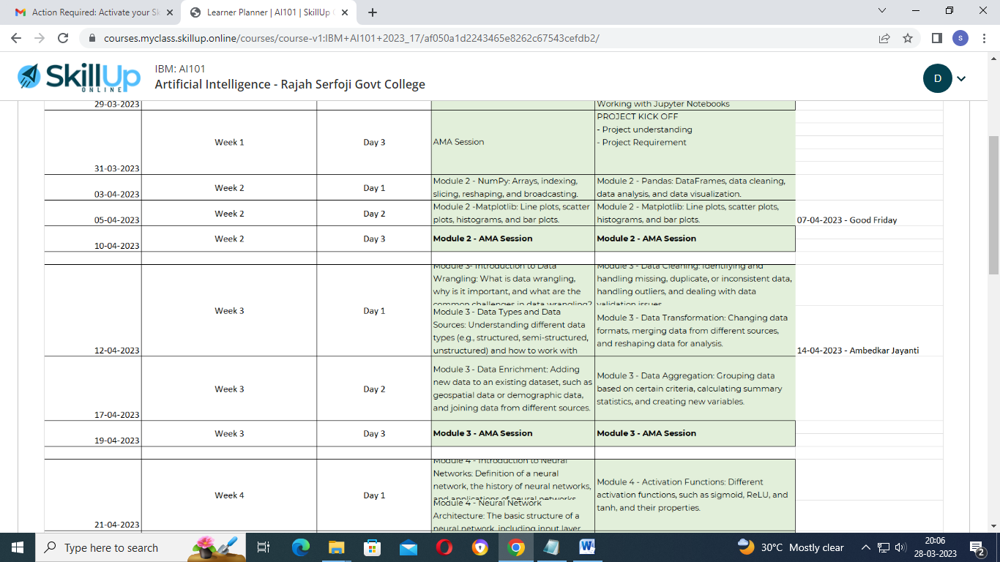 Action Required: Activate your Sk
Learner Planner | AI101 | SkillUp
courses.myclass.skillup.online/courses/course-v1:IBM+AI101+2023_17/af050a1d2243465e8262c67543cefdb2/
S
SkillUp
ONLINE
IBM: AI101
Artificial Intelligence - Rajah Serfoji Govt College
D
29-03-2023
Working with Jupyter Notebooks
31-03-2023
Week 1
Day 3
AMA Session
PROJECT KICK OFF
- Project understanding
- Project Requirement
03-04-2023
Week 2
Day 1
Module 2 - NumPy: Arrays, indexing,
slicing, reshaping, and broadcasting.
Module 2 - Pandas: DataFrames, data cleaning,
data analysis, and data visualization.
05-04-2023
Week 2
Day 2
Module 2 -Matplotlib: Line plots, scatter
plots, histograms, and bar plots.
Module 2 - Matplotlib: Line plots, scatter plots,
histograms, and bar plots.
07-04-2023 - Good Friday
10-04-2023
Week 2
Day 3
Module 2 - AMA Session
Module 2 - AMA Session
12-04-2023
Week 3
Day 1
Module 3- Introduction to Data
Wrangling: What is data wrangling,
why is it important, and what are the
common challenges in data wrangling?
Module 3 - Data Cleaning: Identifying and
handling missing, duplicate, or inconsistent data,
handling outliers, and dealing with data
validation issues.
Module 3 - Data Types and Data
Sources: Understanding different data
types (e.g., structured, semi-structured,
unstructured) and how to work with
Module 3 - Data Transformation: Changing data
formats, merging data from different sources,
and reshaping data for analysis.
14-04-2023 - Ambedkar Jayanti
17-04-2023
Week 3
Day 2
Module 3 - Data Enrichment: Adding
new data to an existing dataset, such as
geospatial data or demographic data,
and joining data from different sources.
Module 3 - Data Aggregation: Grouping data
based on certain criteria, calculating summary
statistics, and creating new variables.
19-04-2023
Week 3
Day 3
Module 3 - AMA Session
Module 3 - AMA Session
21-04-2023
Week 4
Day 1
Module 4 - Introduction to Neural
Networks: Definition of a neural
network, the history of neural networks,
and applications of neural networks
Module 4 - Neural Network
Architecture: The basic structure of a
neural network, including input layer
Module 4 - Activation Functions: Different
activation functions, such as sigmoid, ReLU, and
tanh, and their properties.
Type here to search
30°C Mostly clear
20:06
28-03-2023
2